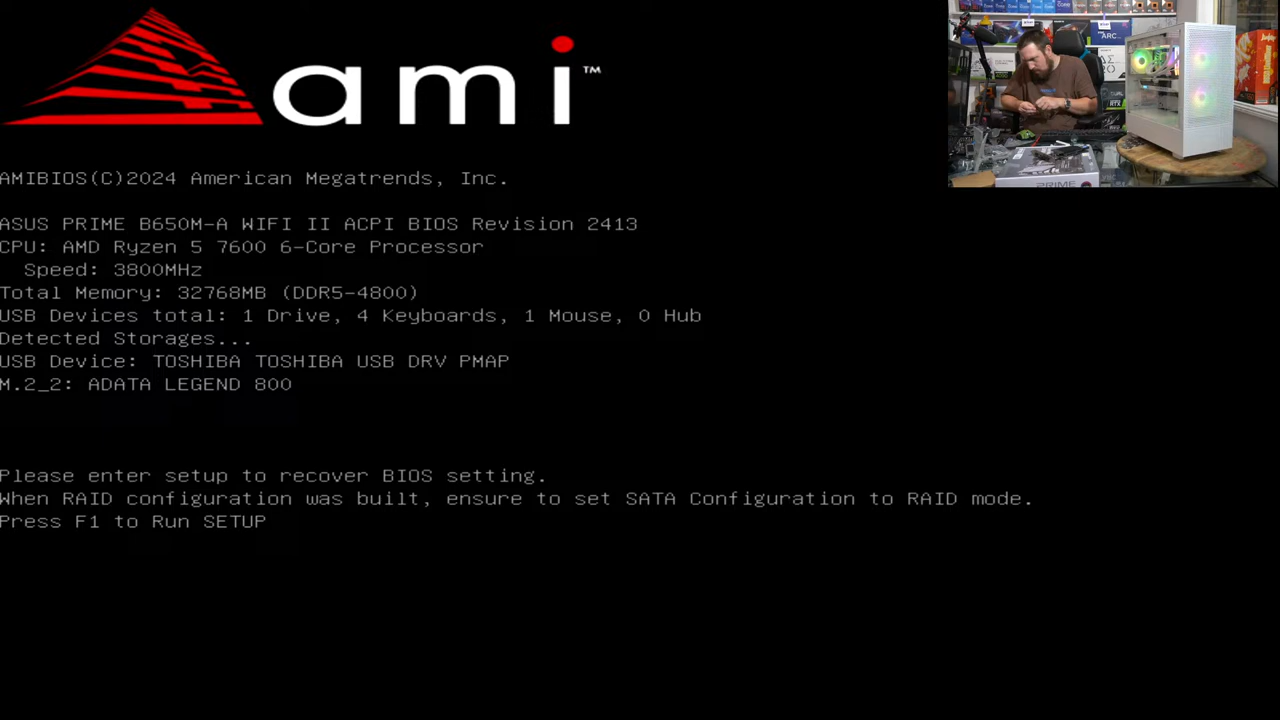 ami™
AMIBIOS(C)2024 American Megatrends, Inc.
ASUS PRIME B650M-A WIFI II ACPI BIOS Revision 2413
CPU: AMD Ryzen 5 7600 6-Core Processor
Speed: 3800MHz
Total Memory: 32768MB (DDR5-4800)
USB Devices total: 1 Drive, 4 Keyboards, 1 Mouse, 0 Hub
Detected Storages...
USB Device: TOSHIBA TOSHIBA USB DRV PMAP
M.2_2: ADATA LEGEND 800
Please enter setup to recover BIOS setting.
When RAID configuration was built, ensure to set SATA Configuration to RAID mode.
Press F1 to Run SETUP
ARC
PRIME